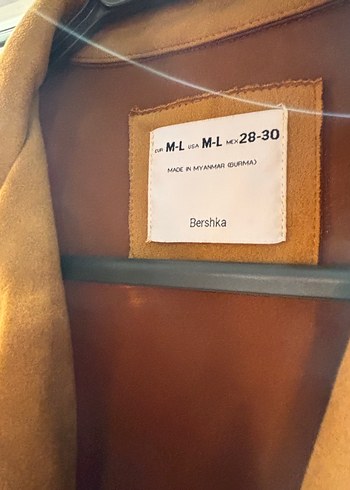 EUR M-L USA M-L MEX 28-30
MADE IN MYANMAR (BURMA)
Bershka